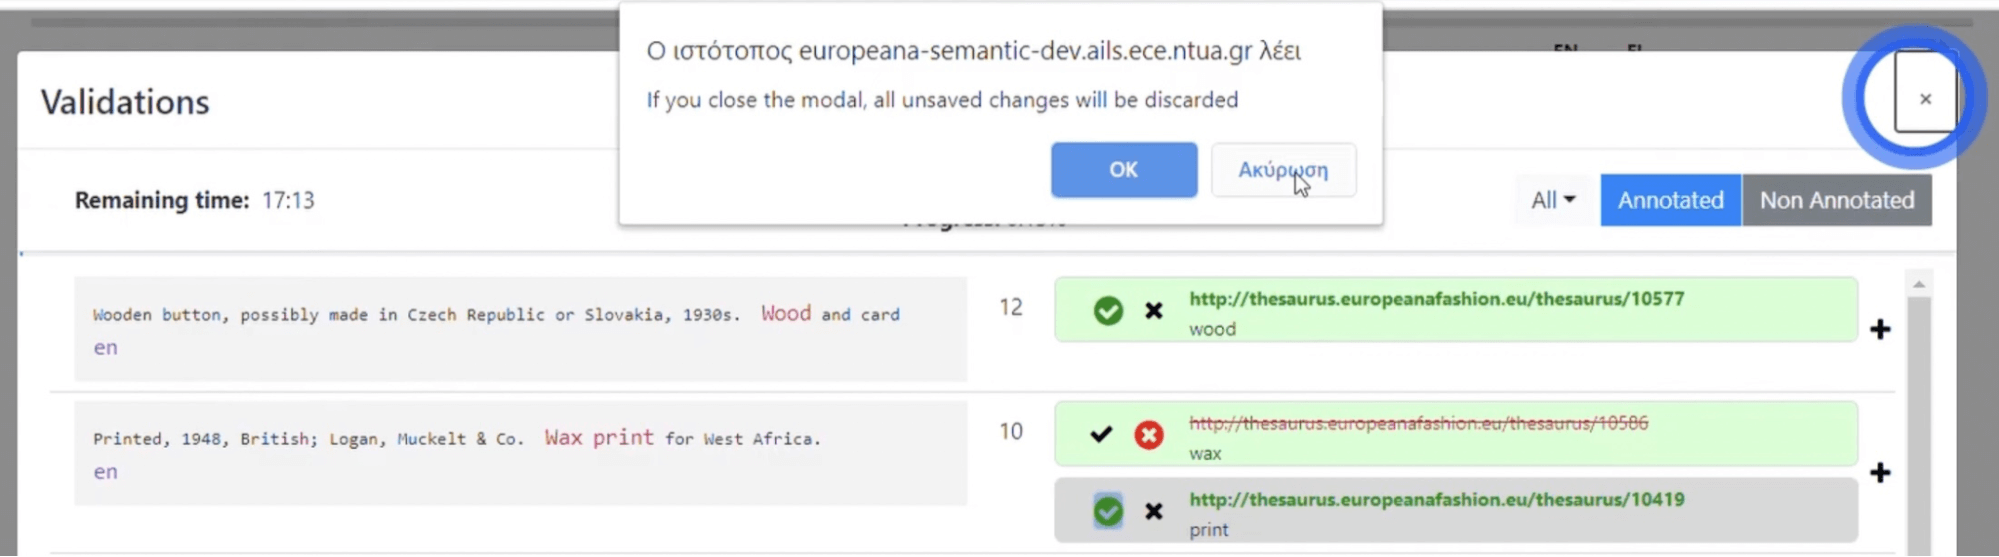 Ο ιστότοπος europeana-semantic-dev.ails.ece.ntua.gr λέει
If you close the modal, all unsaved changes will be discarded
OK
Ακύρωση
EN EL
Validations
×
Remaining time: 17:13
All
Annotated
Non Annotated
Wooden button, possibly made in Czech Republic or Slovakia, 1930s. Wood and card
en
12
http://thesaurus.europeanafashion.eu/thesaurus/10577
wood
Printed, 1948, British; Logan, Muckelt & Co. Wax print for West Africa.
en
10
http://thesaurus.europeanafashion.eu/thesaurus/10586
wax
http://thesaurus.europeanafashion.eu/thesaurus/10419
print